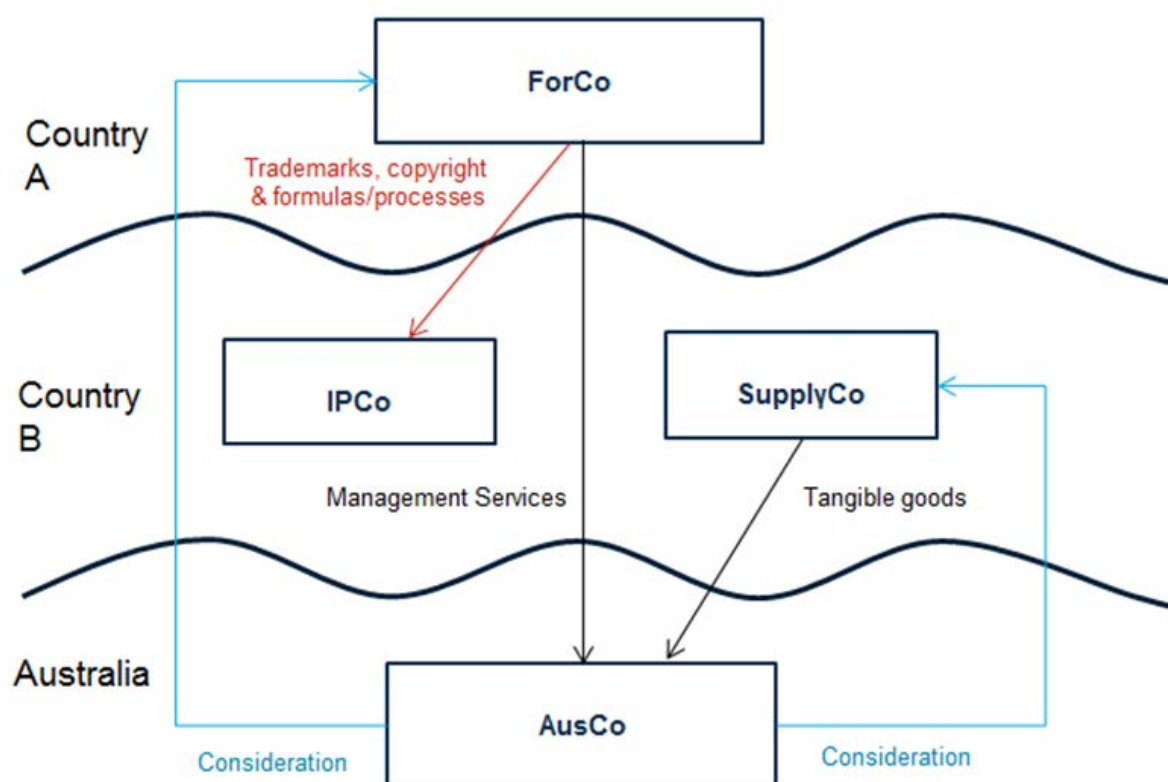 ForCo
Country
A
Trademarks, copyright
& formulas/processes
Country
B
IPCo
SupplyCo
Management Services
Tangible goods
Australia
AusCo
Consideration
Consideration